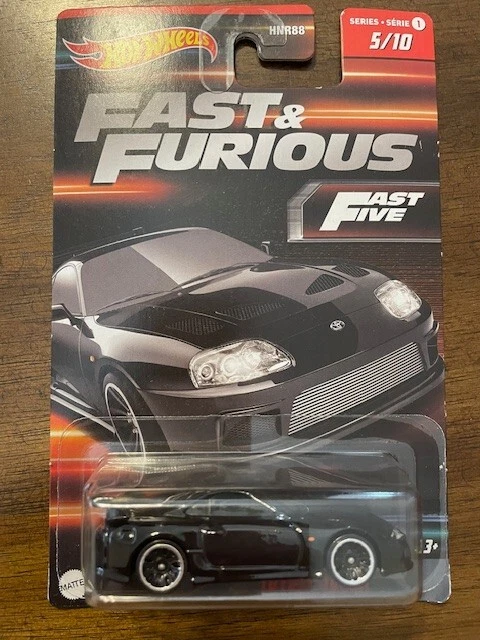 Hot Wheels
HNR88
SERIES • SÉRIE 1
5/10
FAST &
FURIOUS
FAST
FIVE
3+
MATTEL